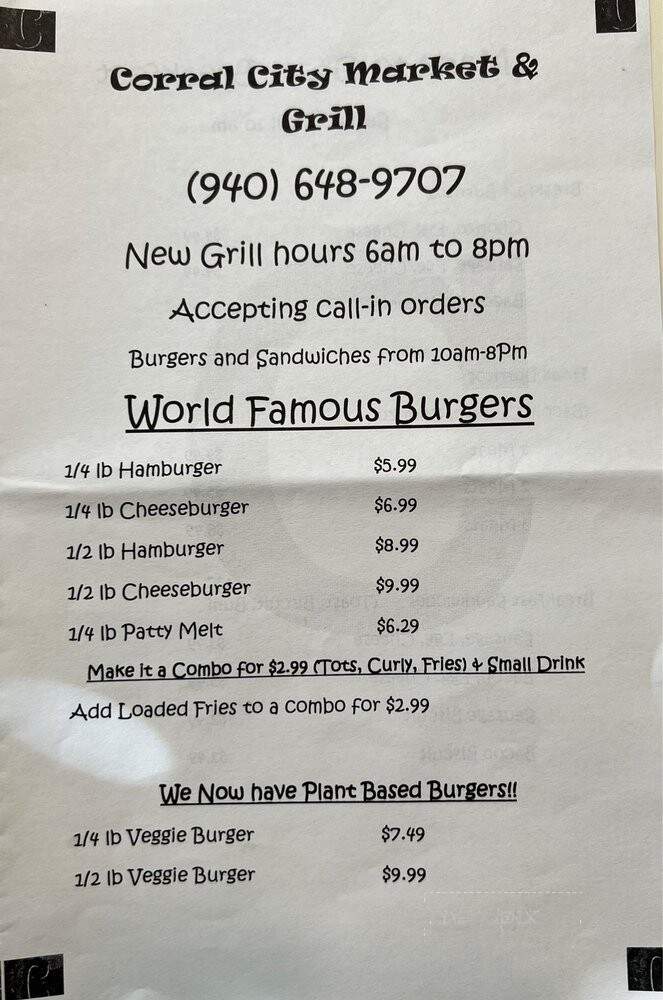 Corral City Market &
Grill
(940) 648-9707
New Grill hours 6am to 8pm
Accepting call-in orders
Burgers and Sandwiches from 10am-8Pm
World Famous Burgers
1/4 lb Hamburger $5.99
1/4 lb Cheeseburger $6.99
1/2 lb Hamburger $8.99
1/2 lb Cheeseburger $9.99
1/4 lb Patty Melt $6.29
Make it a Combo for $2.99 (Tots, Curly, Fries) & Small Drink
Add Loaded Fries to a combo for $2.99
We Now have Plant Based Burgers!!
1/4 lb Veggie Burger $7.49
1/2 lb Veggie Burger $9.99